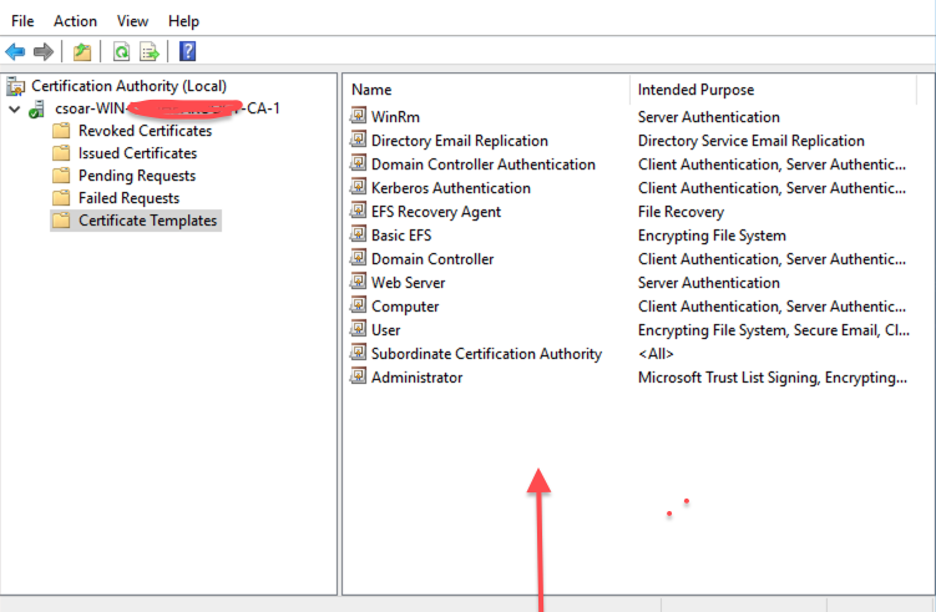 File Action View Help
Certification Authority (Local)
csoar-WIN- -CA-1
Revoked Certificates
Issued Certificates
Pending Requests
Failed Requests
Certificate Templates
Name Intended Purpose
WinRm Server Authentication
Directory Email Replication Directory Service Email Replication
Domain Controller Authentication Client Authentication, Server Authentic...
Kerberos Authentication Client Authentication, Server Authentic...
EFS Recovery Agent File Recovery
Basic EFS Encrypting File System
Domain Controller Client Authentication, Server Authentic...
Web Server Server Authentication
Computer Client Authentication, Server Authentic...
User Encrypting File System, Secure Email, Cl...
Subordinate Certification Authority <All>
Administrator Microsoft Trust List Signing, Encrypting...